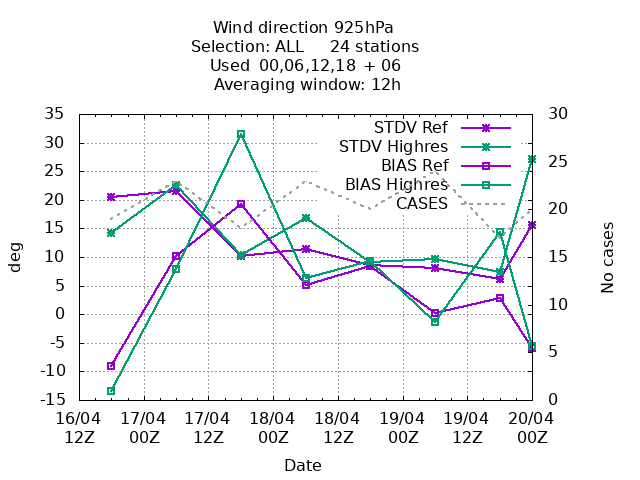 Wind direction 925hPa
Selection: ALL 24 stations
Used 00,06,12,18 + 06
Averaging window: 12h
STDV Ref
STDV Highres
BIAS Ref
BIAS Highres
CASES
35
30
25
20
15
10
5
0
-5
-10
-15
deg
30
25
20
15
10
5
0
No cases
16/04 17/04 17/04 18/04 18/04 19/04 19/04 20/04
12Z 00Z 12Z 00Z 12Z 00Z 12Z 00Z
Date